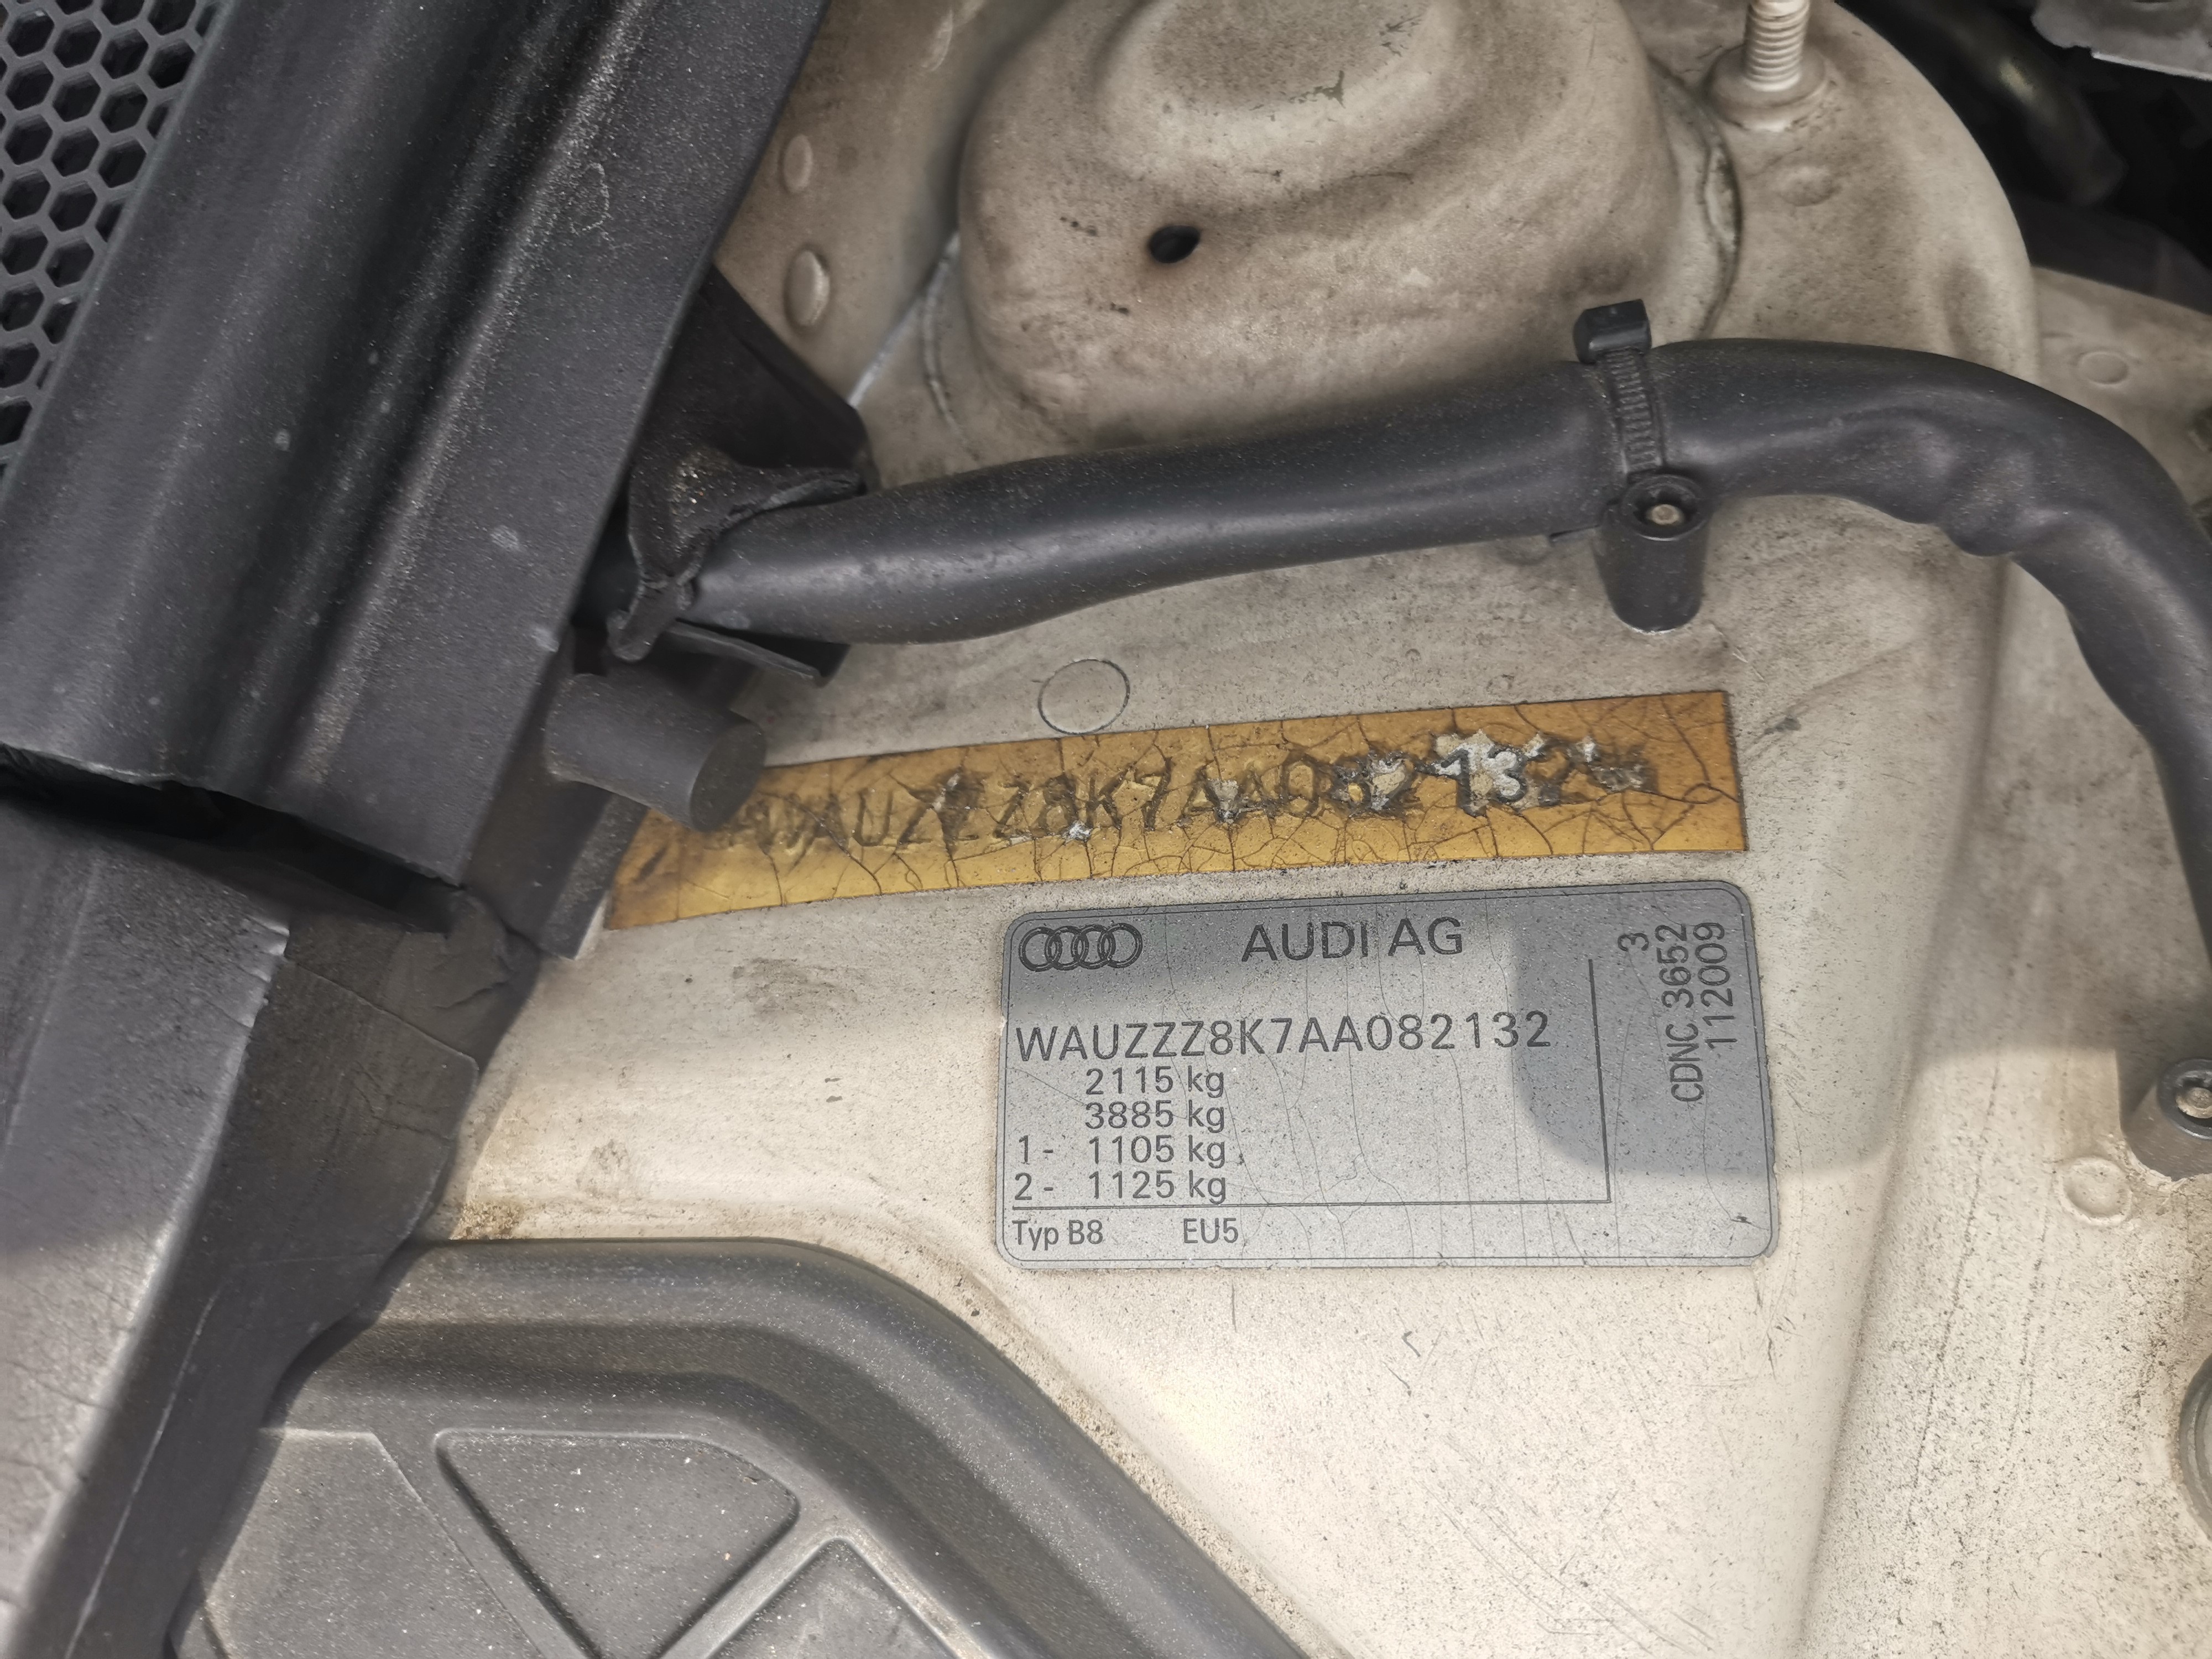 WAUZZZ8K7AA082132
AUDI AG
WAUZZZ8K7AA082132
2115 kg
3885 kg
1- 1105 kg
2- 1125 kg
Typ B8 EU5
3
CDNC 3652
112009